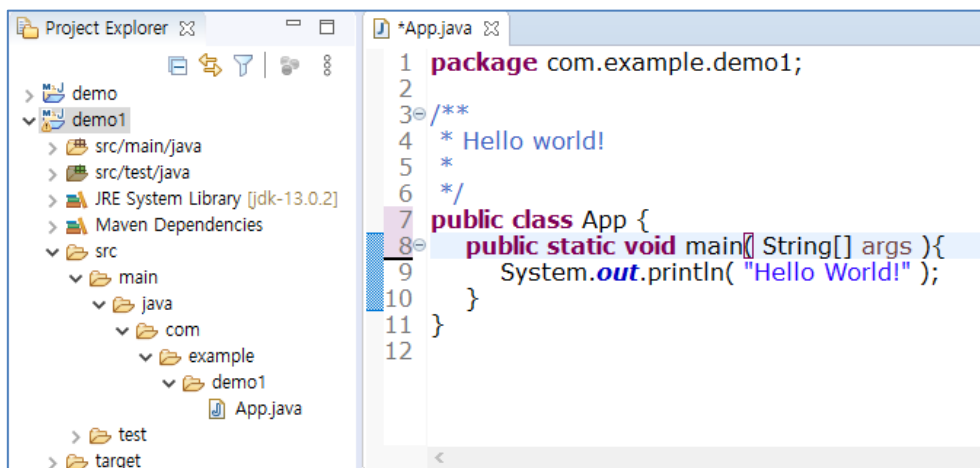 Project Explorer
demo
demo1
src/main/java
src/test/java
JRE System Library [jdk-13.0.2]
Maven Dependencies
src
main
java
com
example
demo1
App.java
test
target
*App.java
1 package com.example.demo1;
2
3 /**
4 * Hello world!
5 *
6 */
7 public class App {
8 public static void main( String[] args ){
9 System.out.println( "Hello World!" );
10 }
11 }
12